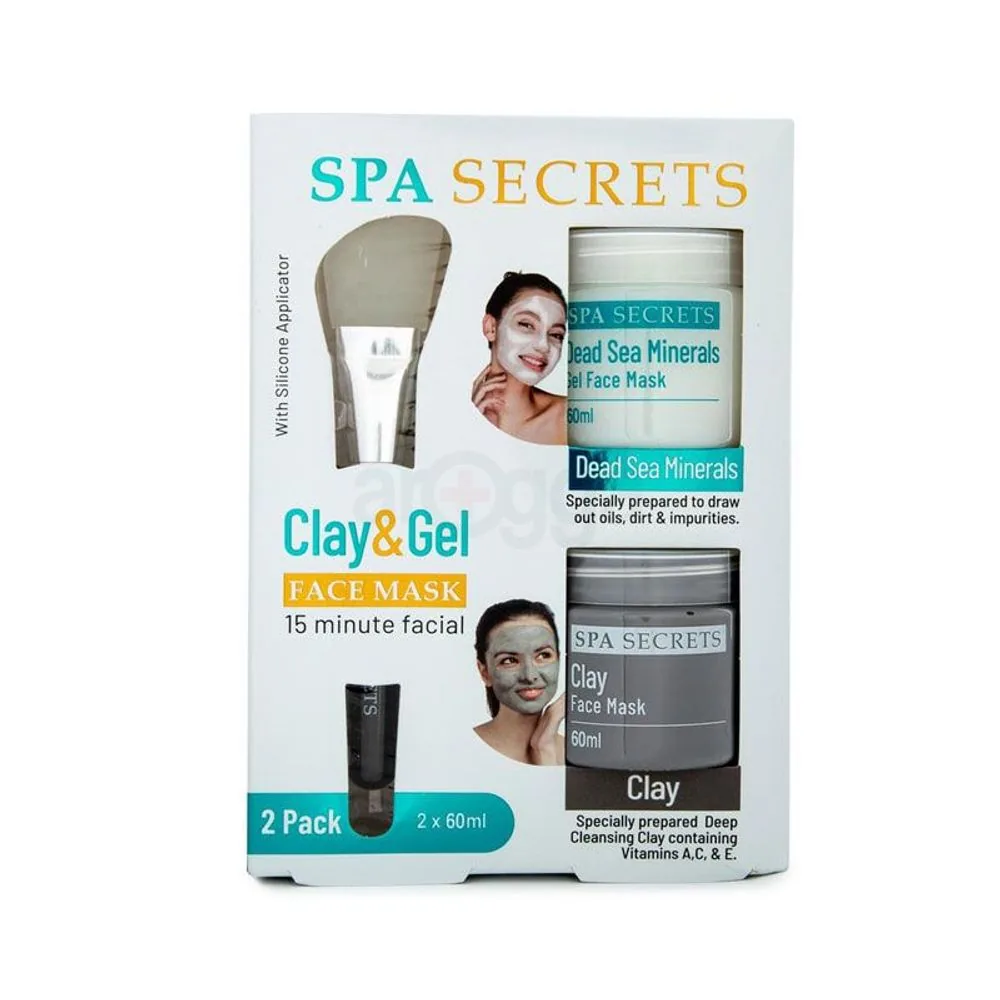 SPA SECRETS
With Silicone Applicator
SPA SECRETS
Dead Sea Minerals
Gel Face Mask
60ml
Dead Sea Minerals
Specially prepared to draw
out oils, dirt & impurities.
Clay&Gel
FACE MASK
15 minute facial
SPA SECRETS
Clay
Face Mask
60ml
Clay
Specially prepared Deep
Cleansing Clay containing
Vitamins A,C, & E.
2 Pack
2 x 60ml